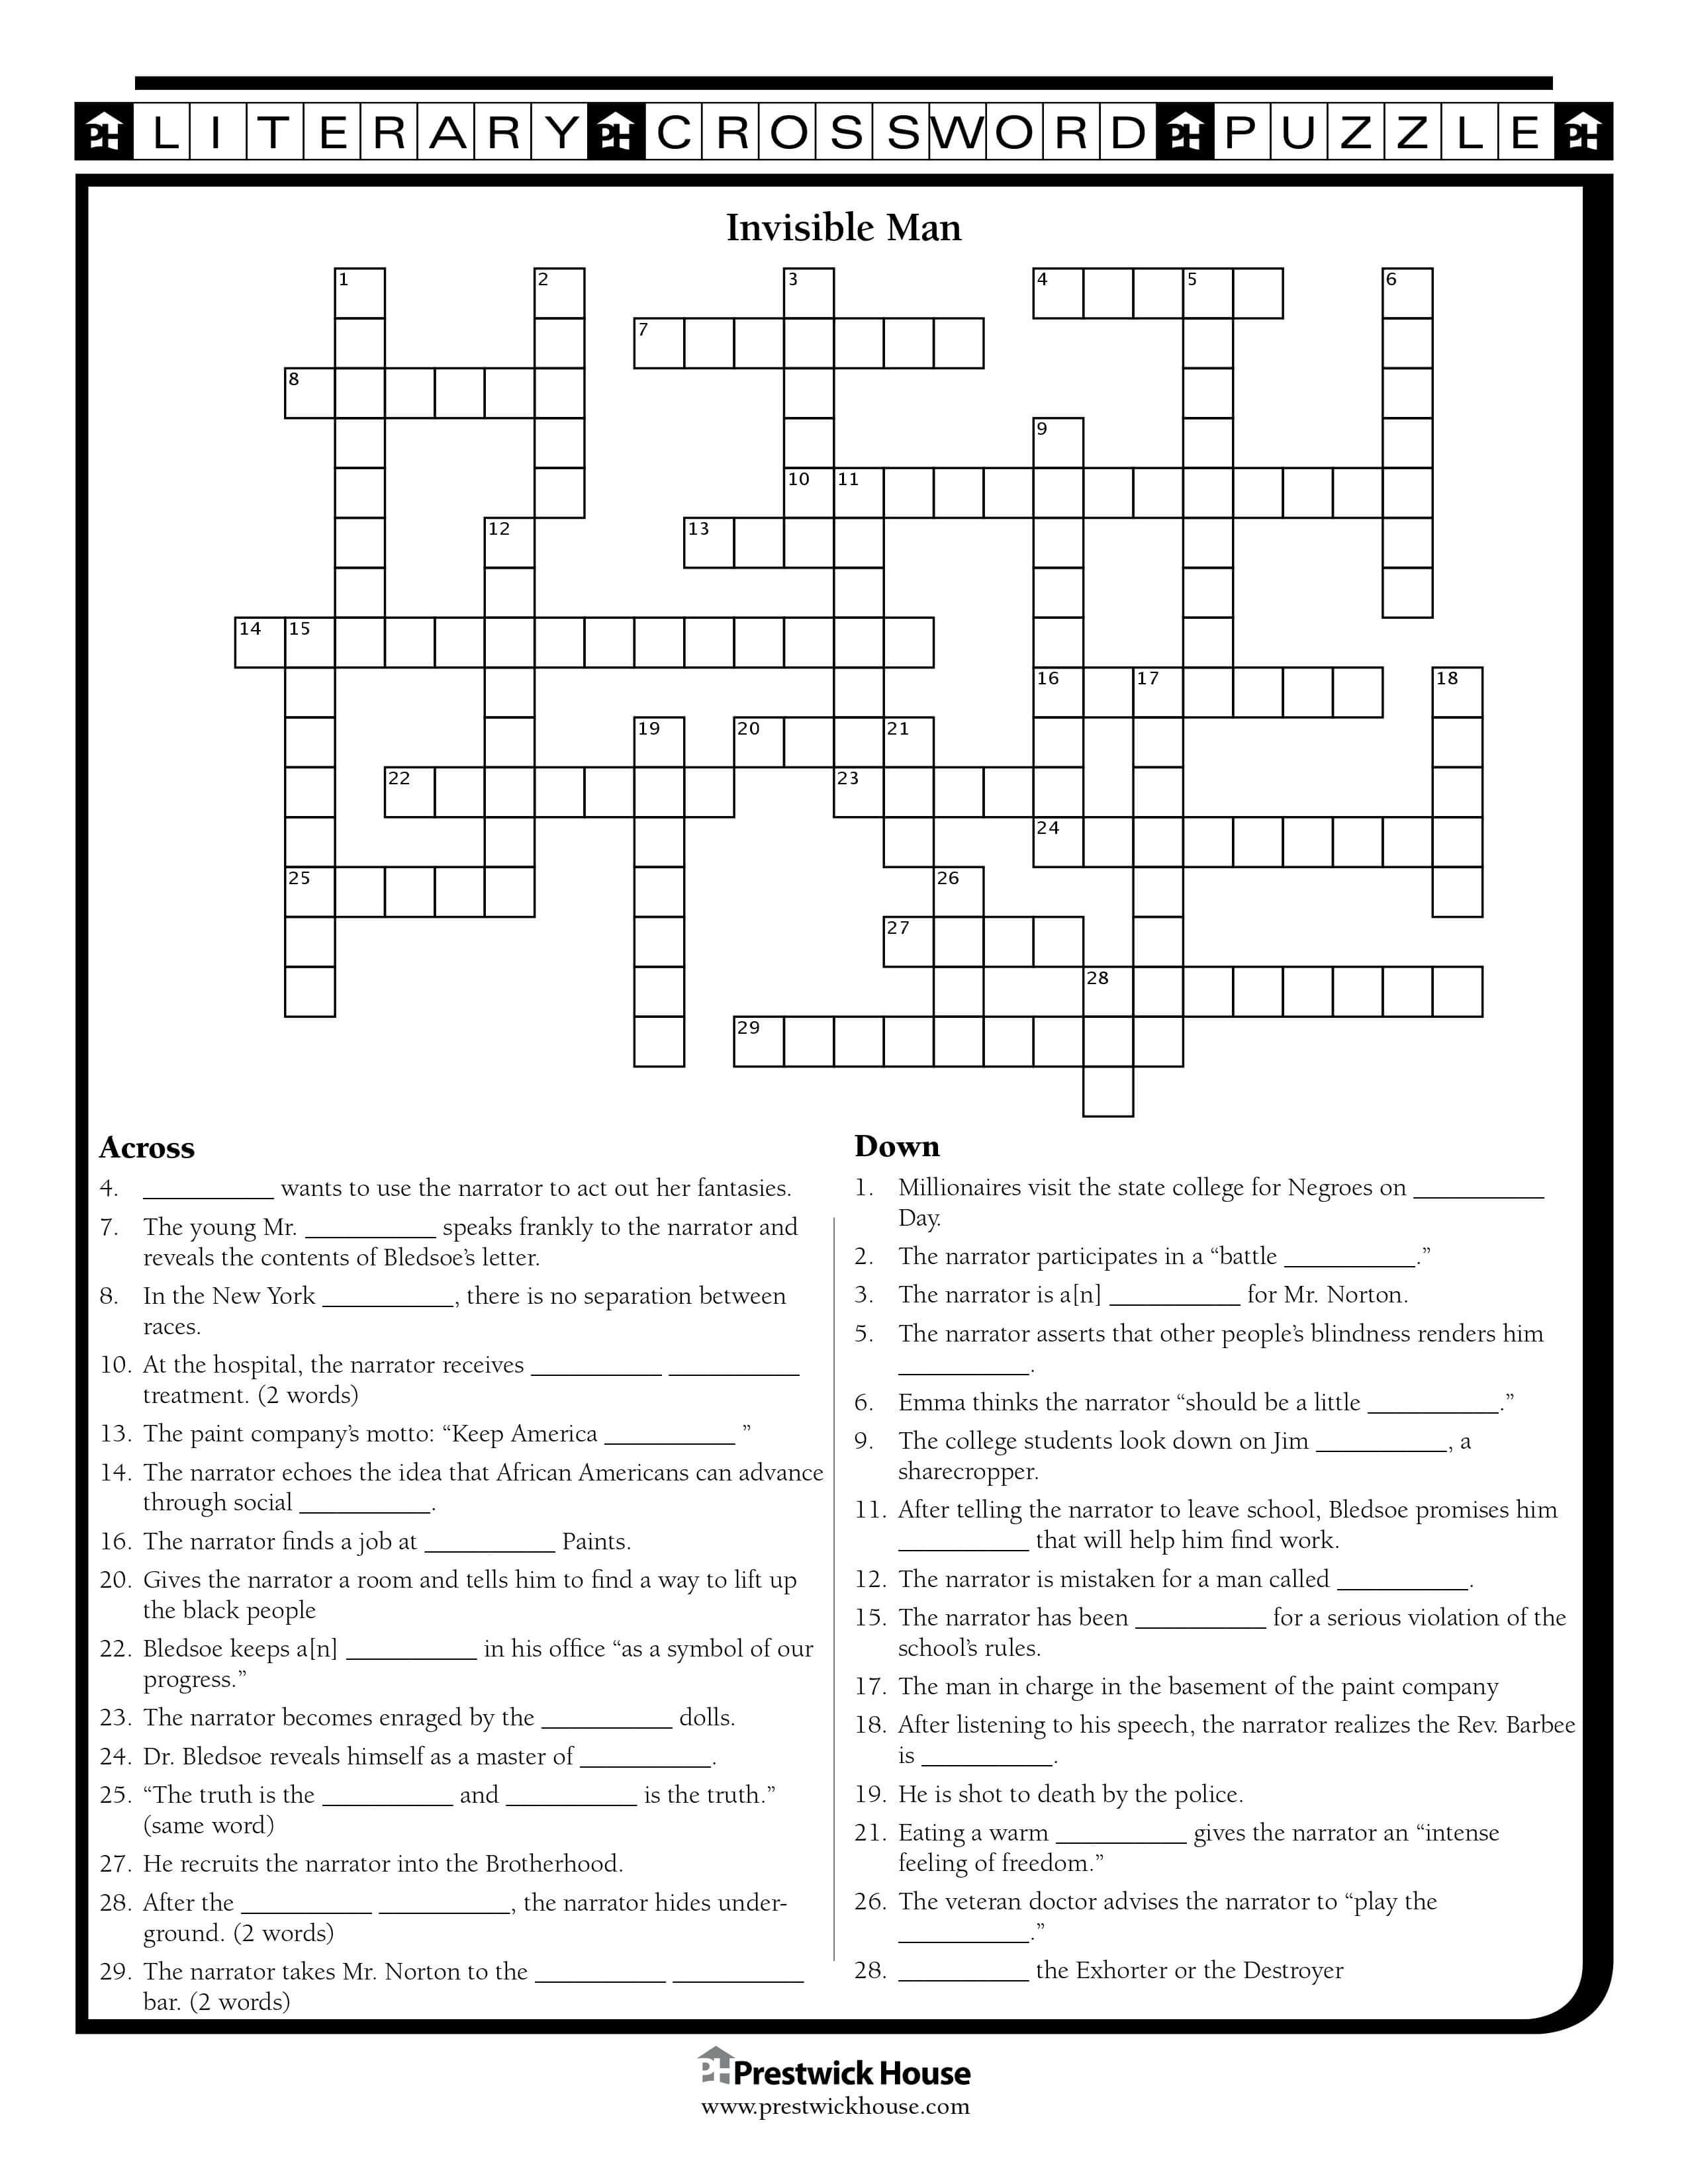 LITERARY CROSSWORD PUZZLE
Invisible Man
1 2 3 4 5 6
7
8
9
10 11
12 13
14 15
16 17 18
19 20 21
22 23
24
25 26
27
28
29
Across
4. __________ wants to use the narrator to act out her fantasies.
7. The young Mr. __________ speaks frankly to the narrator and
reveals the contents of Bledsoe’s letter.
8. In the New York __________, there is no separation between
races.
10. At the hospital, the narrator receives __________ __________
treatment. (2 words)
13. The paint company’s motto: “Keep America __________ ”
14. The narrator echoes the idea that African Americans can advance
through social __________.
16. The narrator finds a job at __________ Paints.
20. Gives the narrator a room and tells him to find a way to lift up
the black people
22. Bledsoe keeps a[n] __________ in his office “as a symbol of our
progress.”
23. The narrator becomes enraged by the __________ dolls.
24. Dr. Bledsoe reveals himself as a master of __________.
25. “The truth is the __________ and __________ is the truth.”
(same word)
27. He recruits the narrator into the Brotherhood.
28. After the __________ __________, the narrator hides under-
ground. (2 words)
29. The narrator takes Mr. Norton to the __________ __________
bar. (2 words)
Down
1. Millionaires visit the state college for Negroes on __________
Day.
2. The narrator participates in a “battle __________.”
3. The narrator is a[n] __________ for Mr. Norton.
5. The narrator asserts that other people’s blindness renders him
__________.
6. Emma thinks the narrator “should be a little __________.”
9. The college students look down on Jim __________, a
sharecropper.
11. After telling the narrator to leave school, Bledsoe promises him
__________ that will help him find work.
12. The narrator is mistaken for a man called __________.
15. The narrator has been __________ for a serious violation of the
school’s rules.
17. The man in charge in the basement of the paint company
18. After listening to his speech, the narrator realizes the Rev. Barbee
is __________.
19. He is shot to death by the police.
21. Eating a warm __________ gives the narrator an “intense
feeling of freedom.”
26. The veteran doctor advises the narrator to “play the
__________.”
28. __________ the Exhorter or the Destroyer
PH Prestwick House
www.prestwickhouse.com